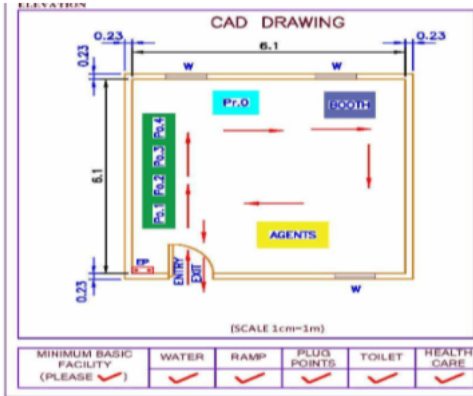 ELEVATION
CAD DRAWING
0.23
6.1
0.23
0.23
W
W
Pr.O
BOOTH
Po.4
Po.3
Po.2
Po.1
6.1
AGENTS
EP
ENTRY
EXIT
0.23
W
(SCALE 1cm=1m)
MINIMUM BASIC FACILITY (PLEASE ✓)
WATER
RAMP
PLUG POINTS
TOILET
HEALTH CARE
✓ ✓ ✓ ✓ ✓